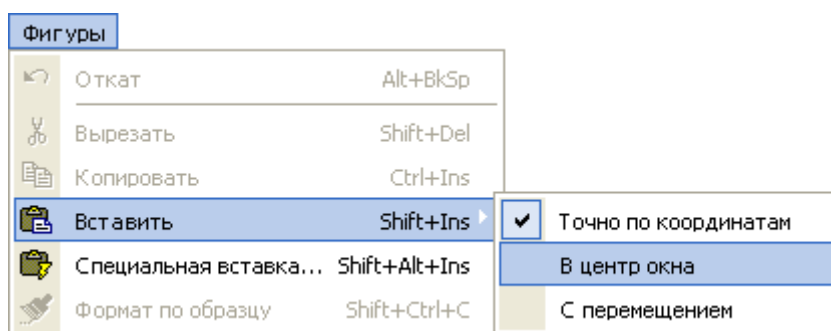 Фигуры
Откат Alt+BkSp
Вырезать Shift+Del
Копировать Ctrl+Ins
Вставить Shift+Ins
Точно по координатам
Специальная вставка... Shift+Alt+Ins
В центр окна
Формат по образцу Shift+Ctrl+C
С перемещением